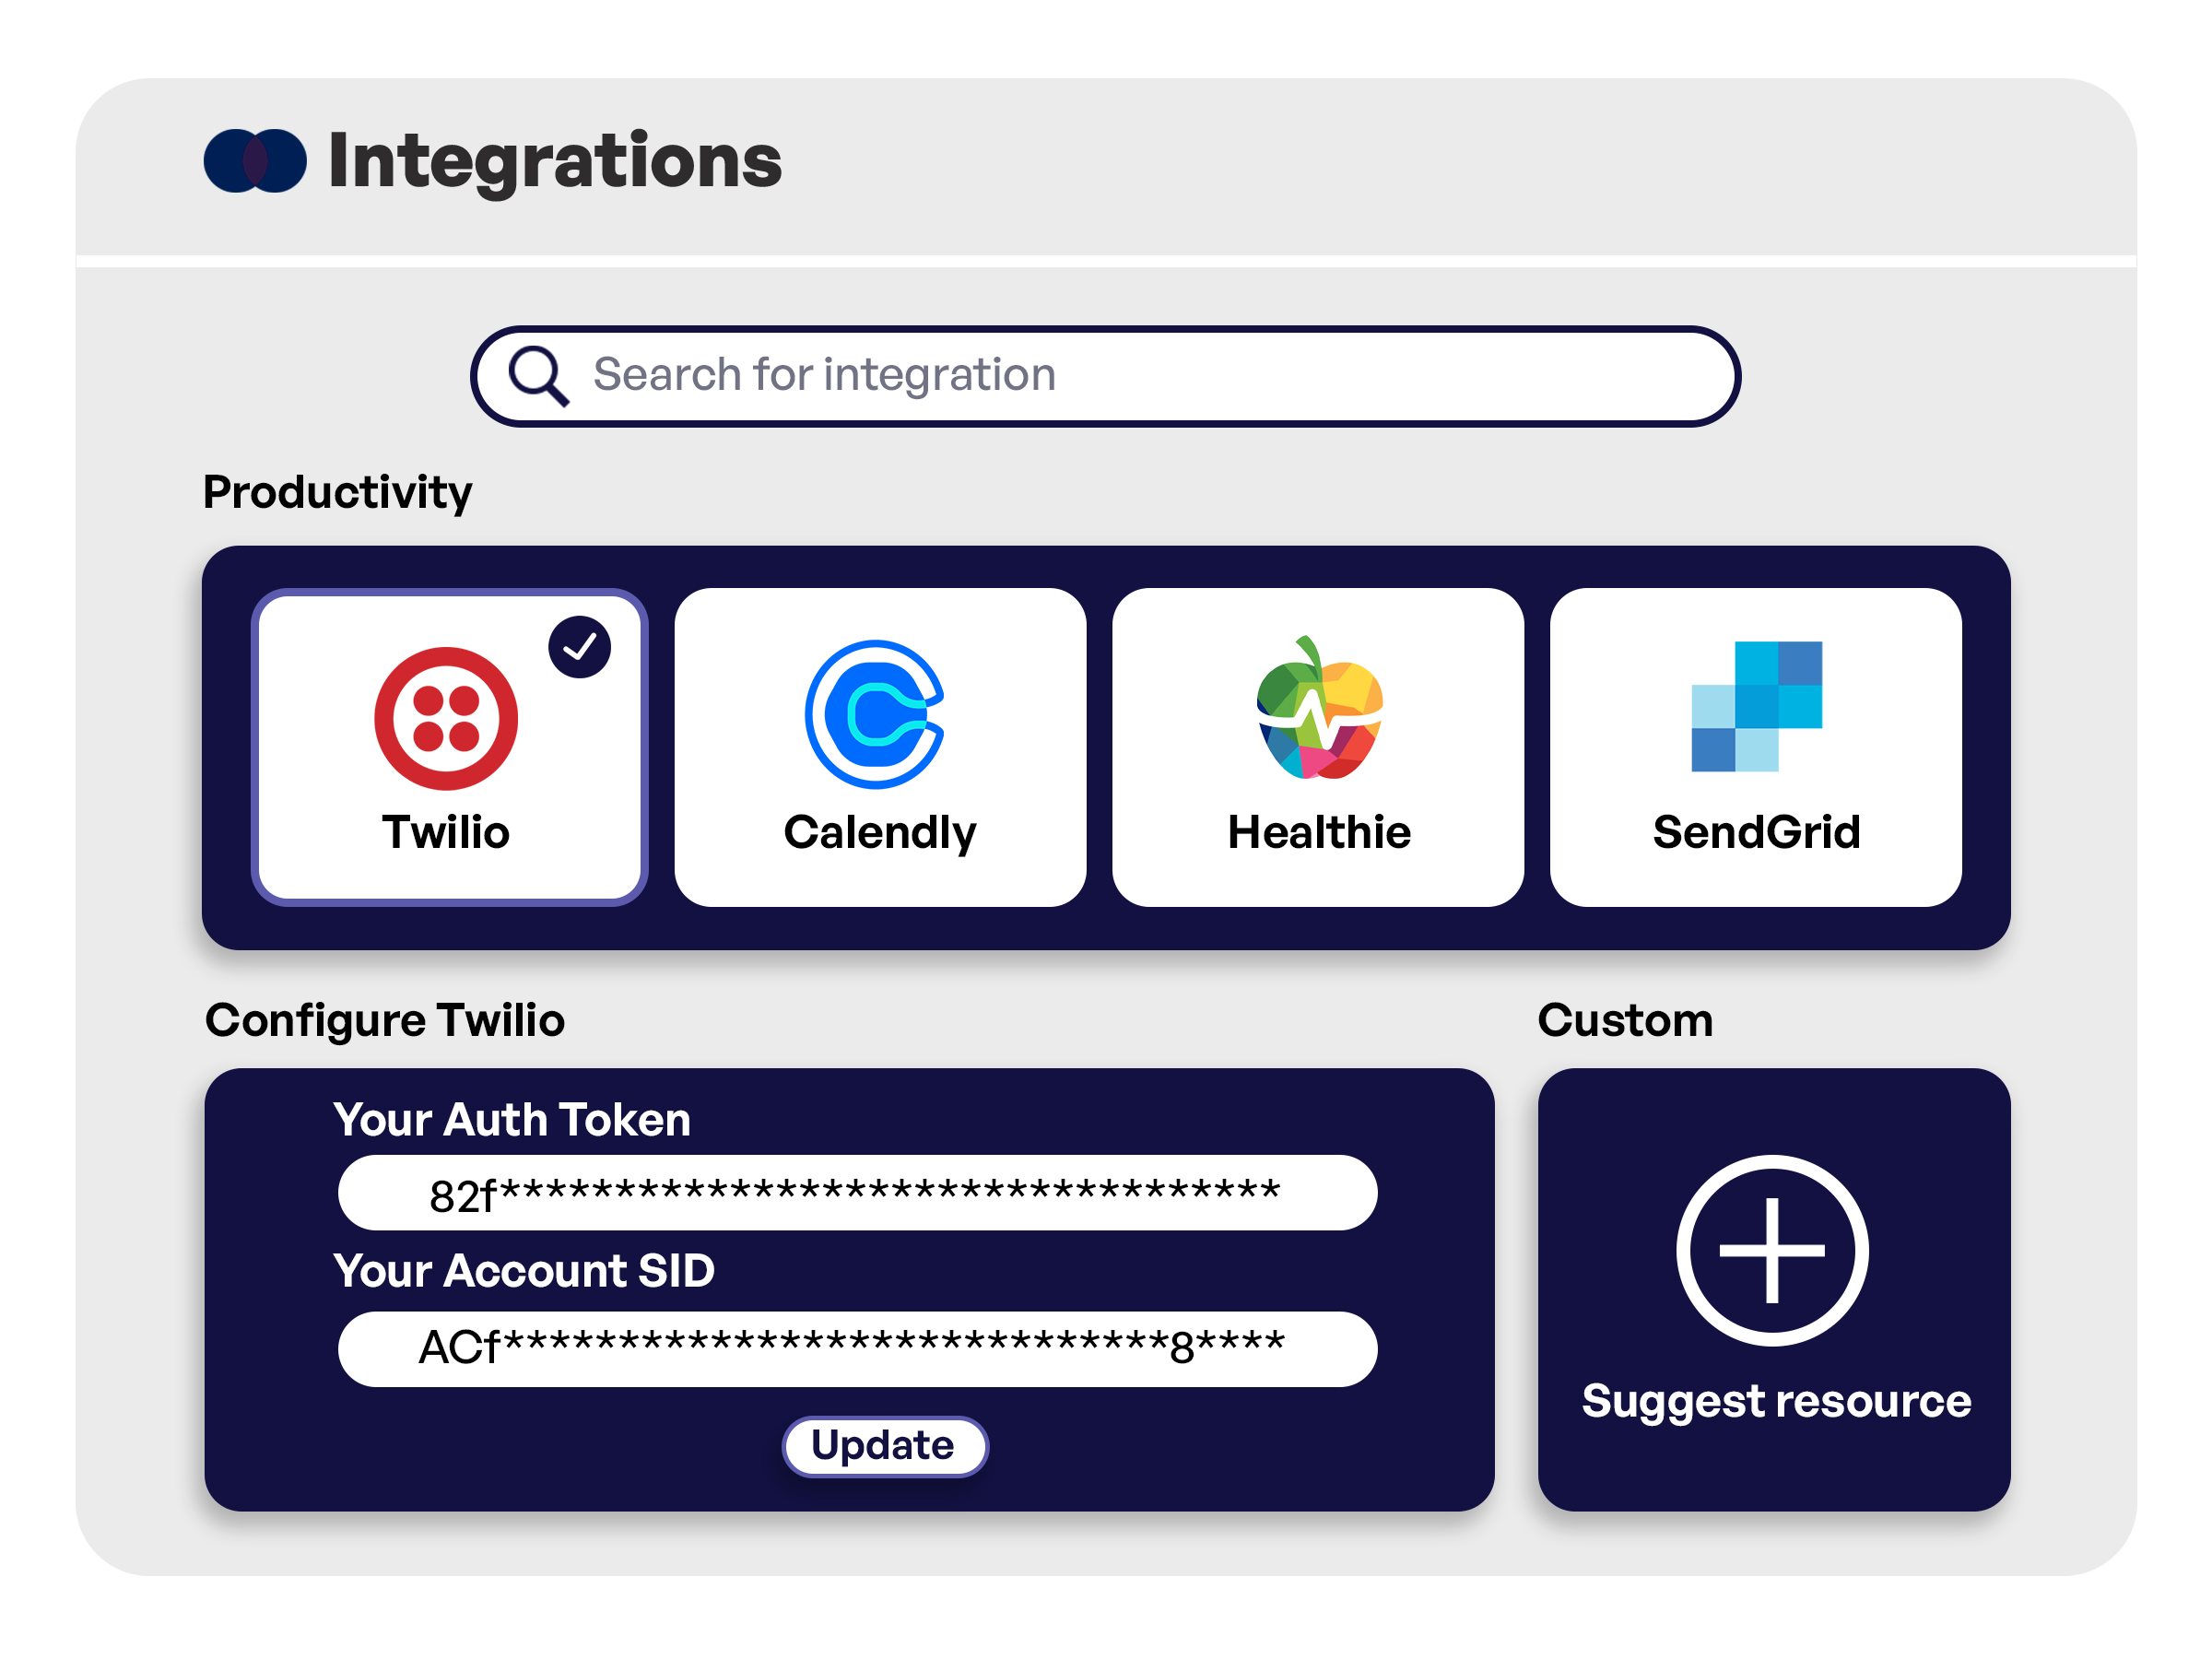 Integrations
Search for integration
Productivity
Twilio
Calendly
Healthie
SendGrid
Configure Twilio
Custom
Your Auth Token
82f**********************************
Your Account SID
ACf*****************************8****
Suggest resource
Update